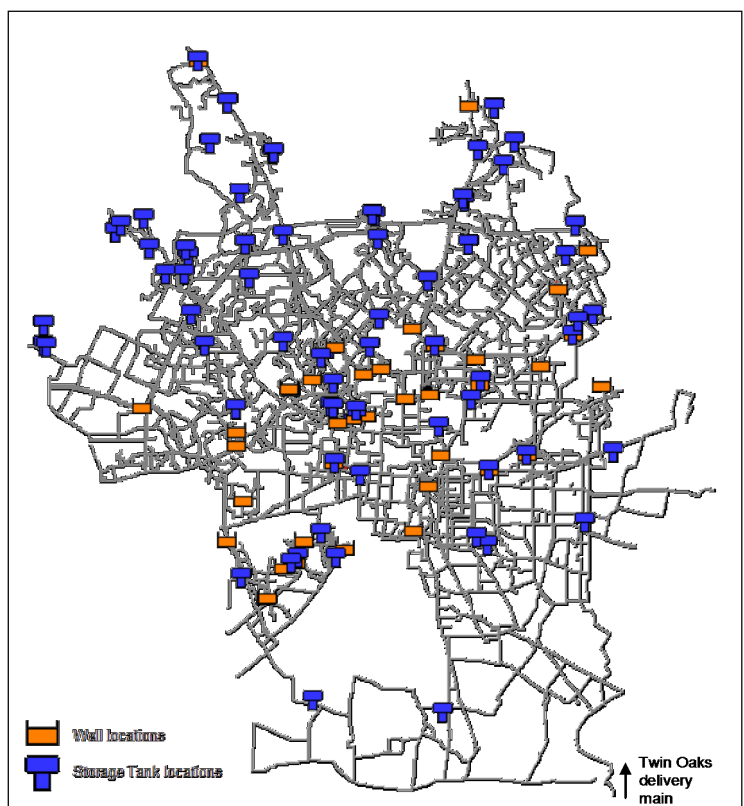 Well locations
Storage Tank locations
Twin Oaks
delivery
main